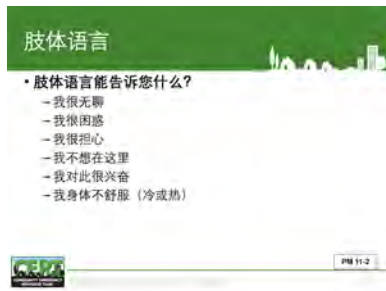 肢体语言
• 肢体语言能告诉您什么?
–我很无聊
–我很困惑
–我很担心
–我不想在这里
–我对此很兴奋
–我身体不舒服（冷或热）
CERT
PM 11-2